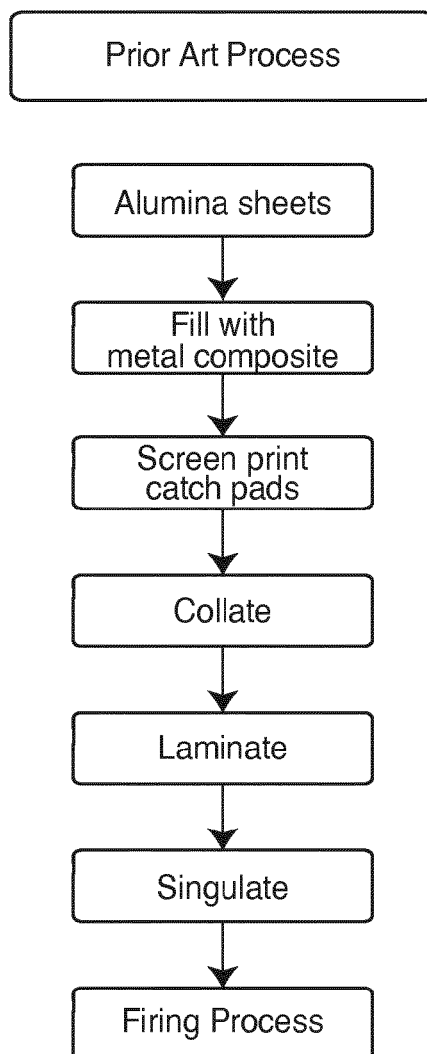 Prior Art Process
Alumina sheets
Fill with
metal composite
Screen print
catch pads
Collate
Laminate
Singulate
Firing Process